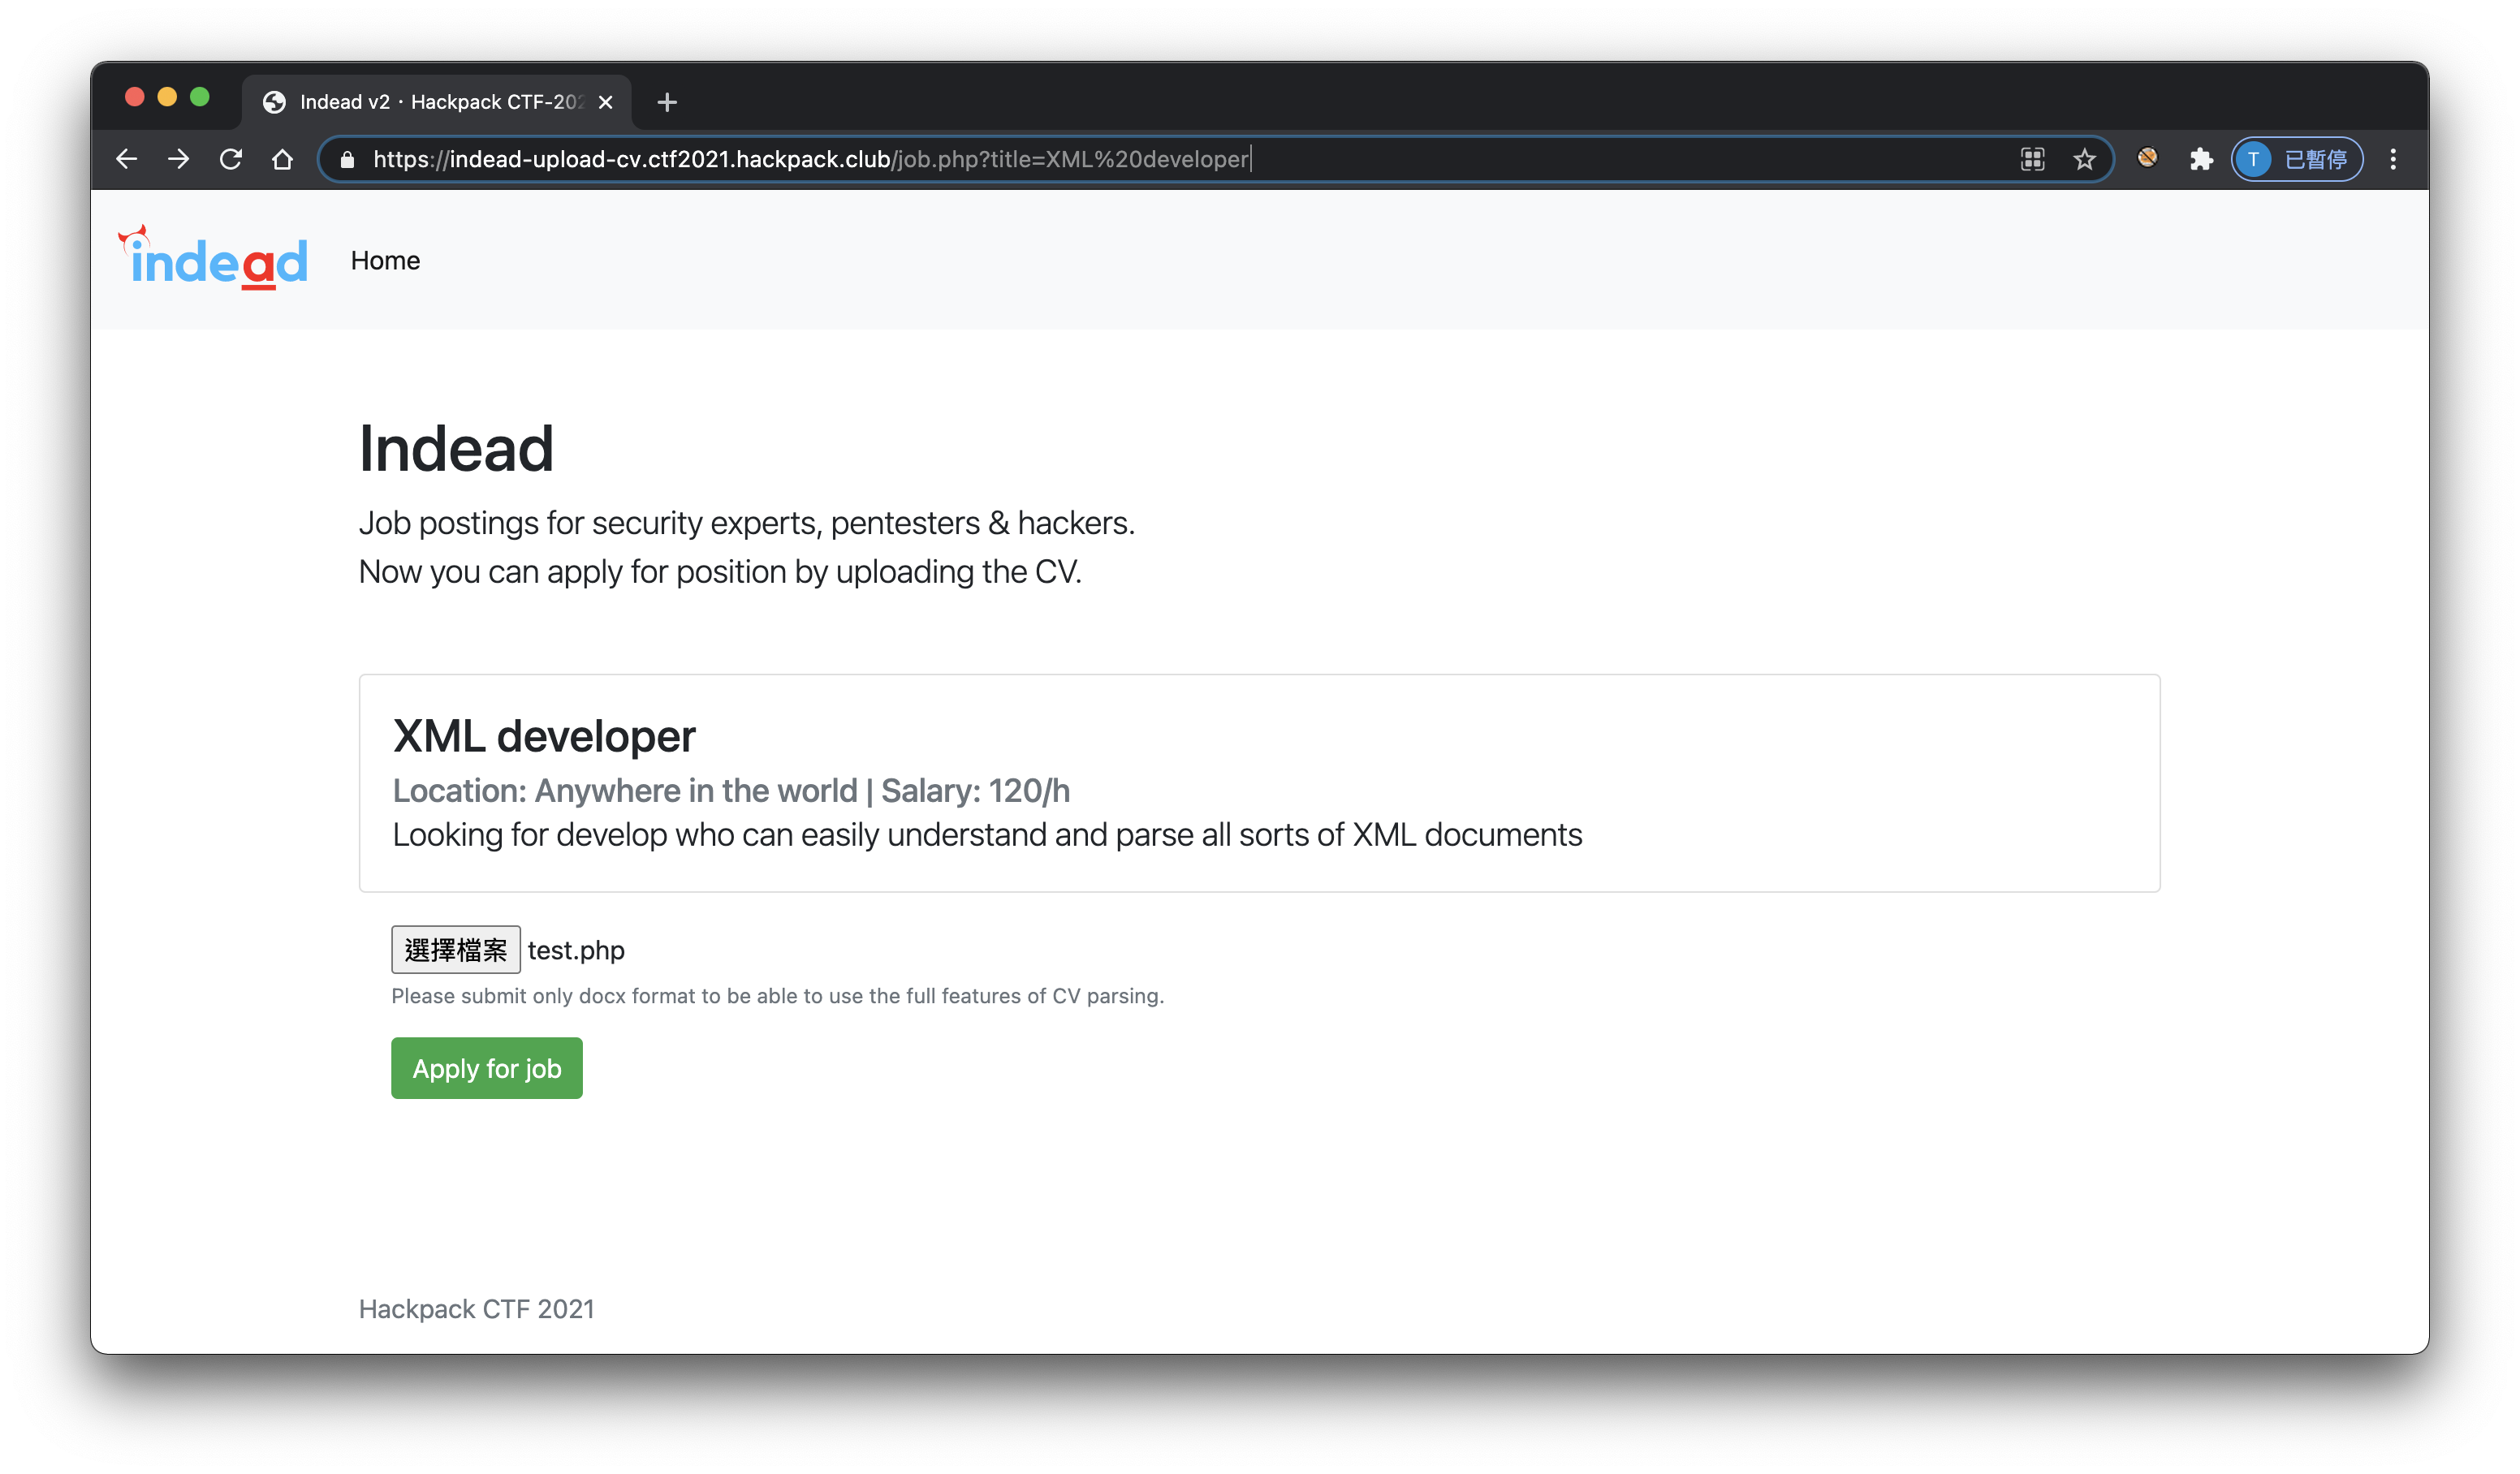 Indead v2 · Hackpack CTF-202
https://indead-upload-cv.ctf2021.hackpack.club/job.php?title=XML%20developer
T 已暫停
indead Home
Indead
Job postings for security experts, pentesters & hackers.
Now you can apply for position by uploading the CV.
XML developer
Location: Anywhere in the world | Salary: 120/h
Looking for develop who can easily understand and parse all sorts of XML documents
選擇檔案 test.php
Please submit only docx format to be able to use the full features of CV parsing.
Apply for job
Hackpack CTF 2021